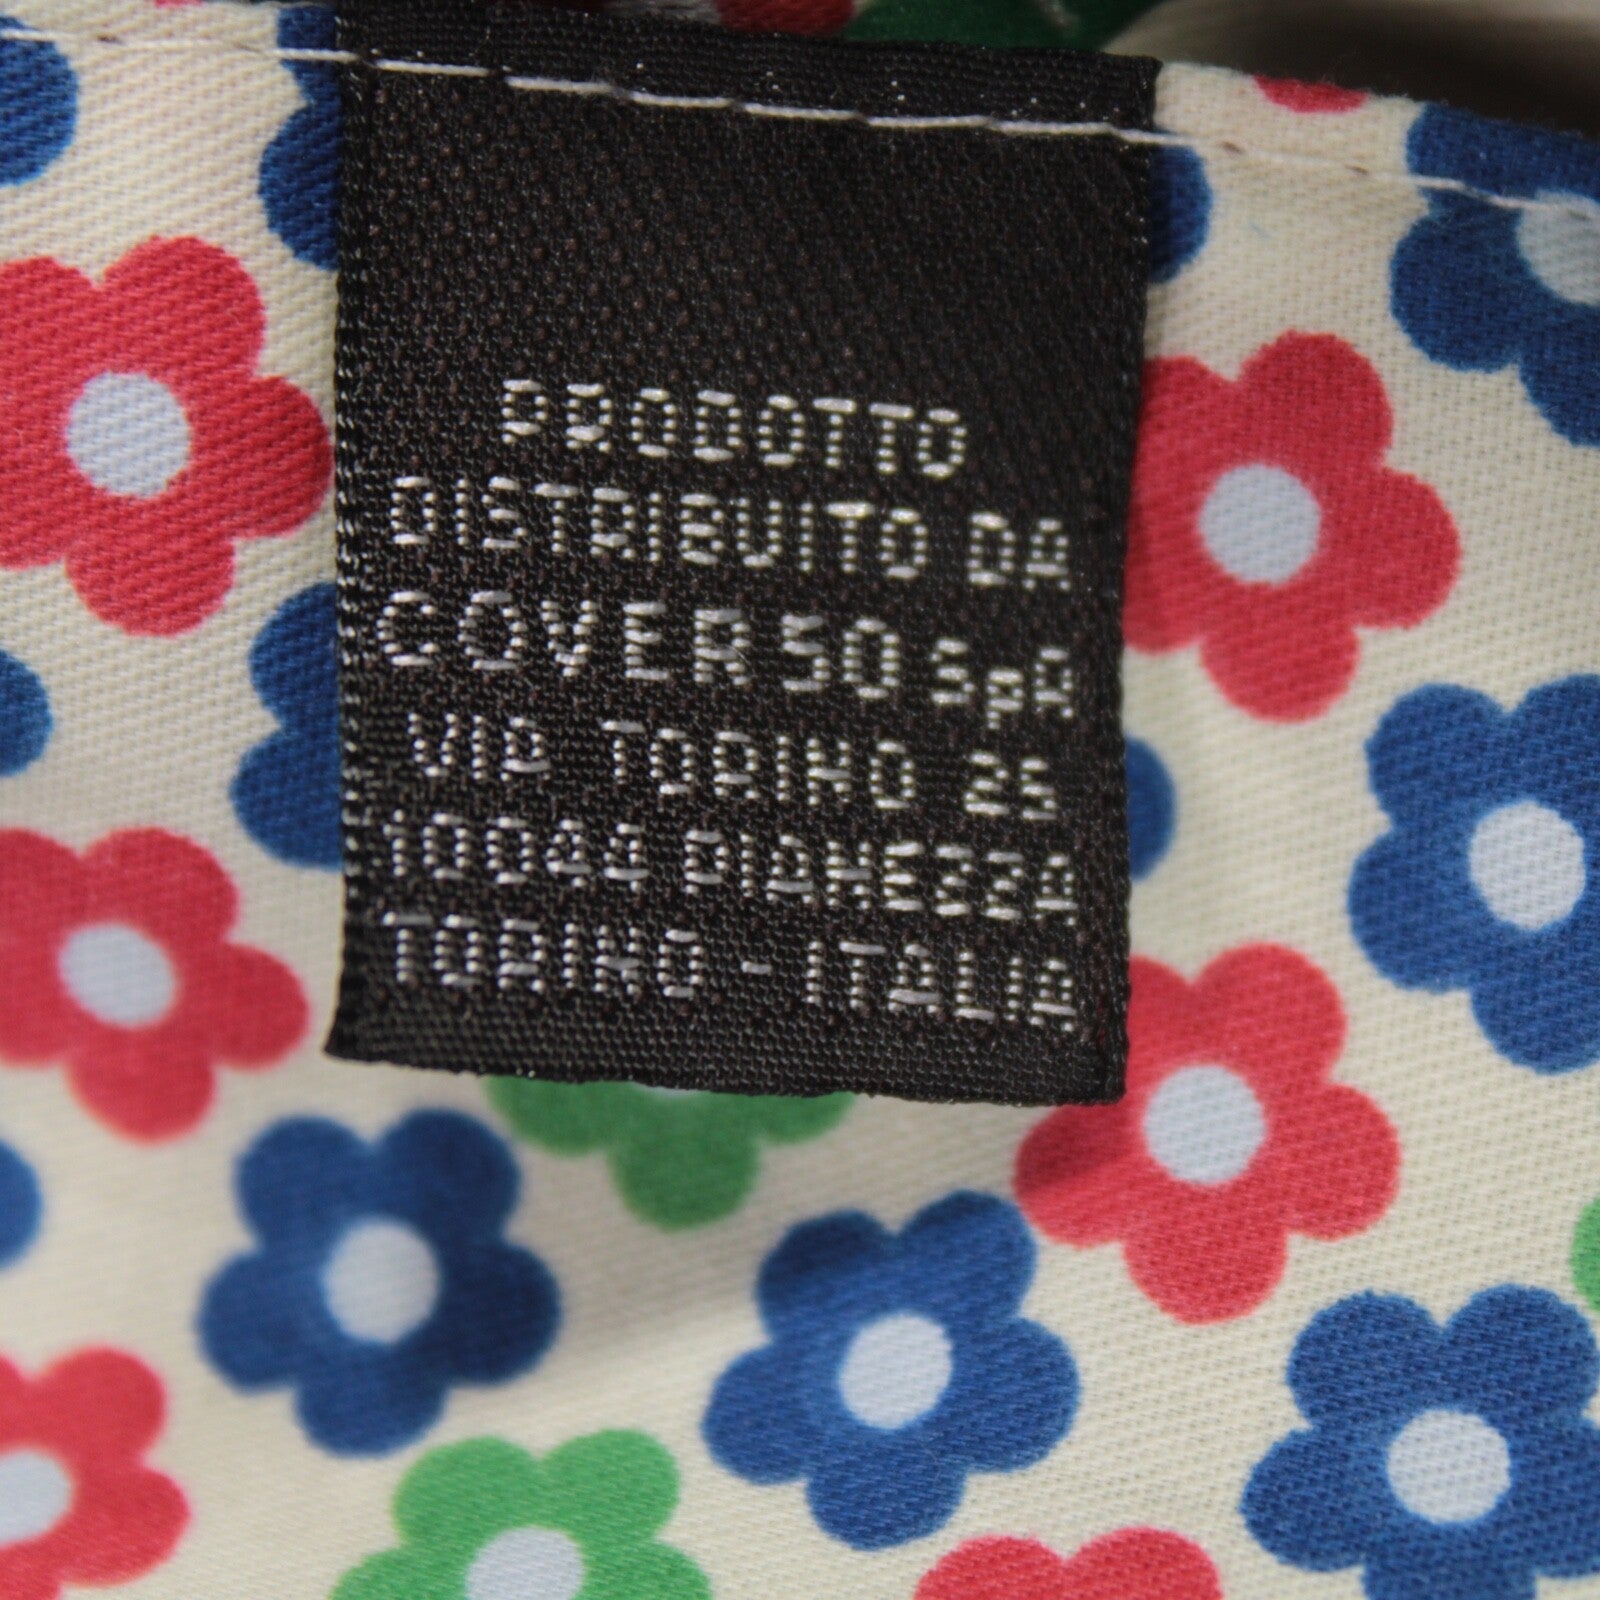 PRODOTTO
DISTRIBUITO DA
COVER 50 SpA
VIA TORINO 25
10044 PIANEZZA
TORINO - ITALIA